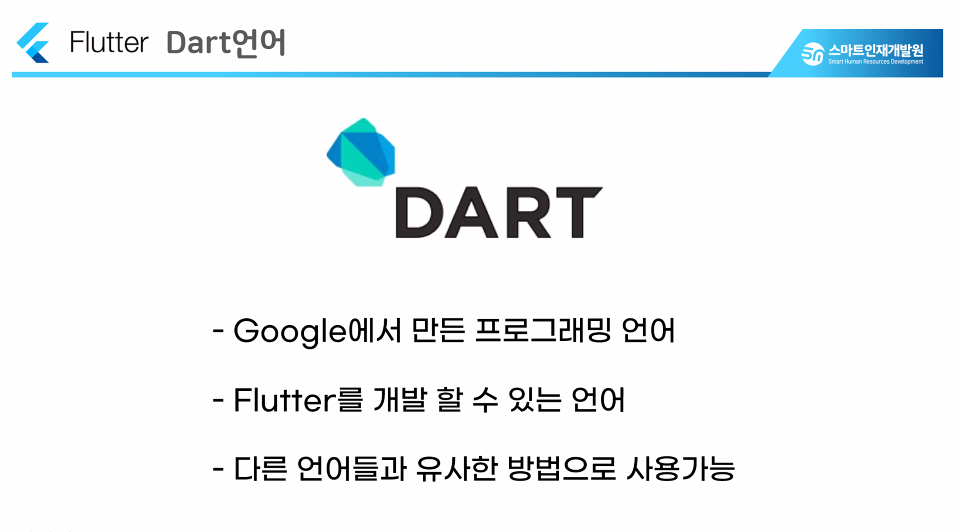 Flutter Dart언어
스마트인재개발원
Smart Human Resources Development
DART
- Google에서 만든 프로그래밍 언어
- Flutter를 개발 할 수 있는 언어
- 다른 언어들과 유사한 방법으로 사용가능